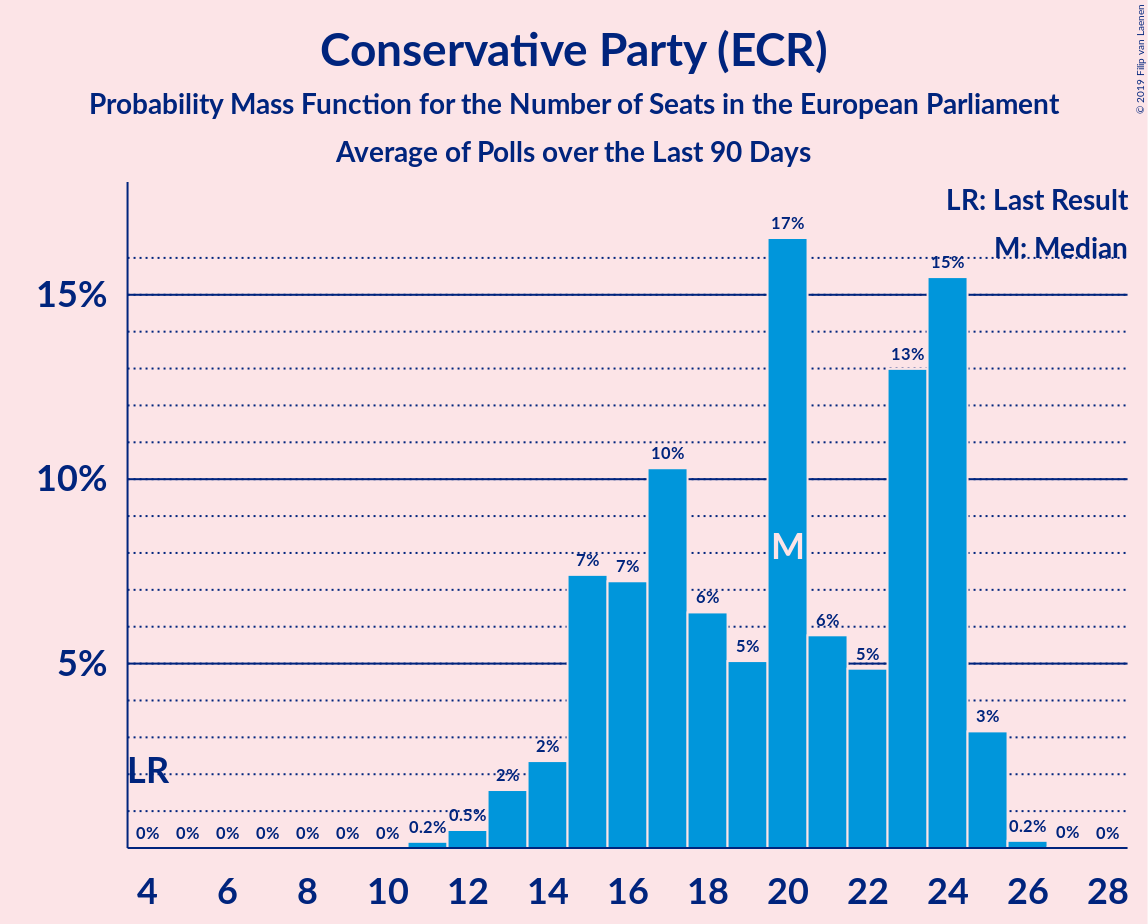 Conservative Party (ECR)
Probability Mass Function for the Number of Seats in the European Parliament
Average of Polls over the Last 90 Days
© 2019 Filip van Laenen
LR: Last Result
M: Median
15%
10%
5%
LR
M
0% 0% 0% 0% 0% 0% 0% 0.2% 0.5% 2% 2% 7% 7% 10% 6% 5% 17% 6% 5% 13% 15% 3% 0.2% 0% 0%
4 6 8 10 12 14 16 18 20 22 24 26 28